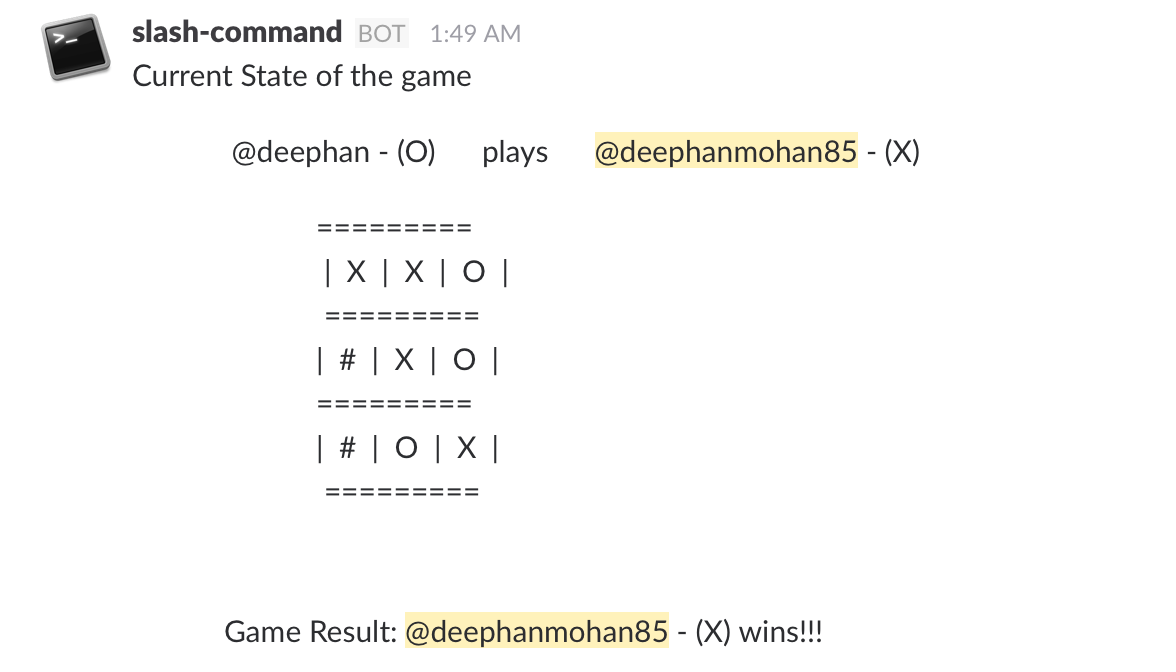 >_
slash-command BOT 1:49 AM
Current State of the game
@deephan - (O) plays @deephanmohan85 - (X)
=========
| X | X | O |
=========
| # | X | O |
=========
| # | O | X |
=========
Game Result: @deephanmohan85 - (X) wins!!!